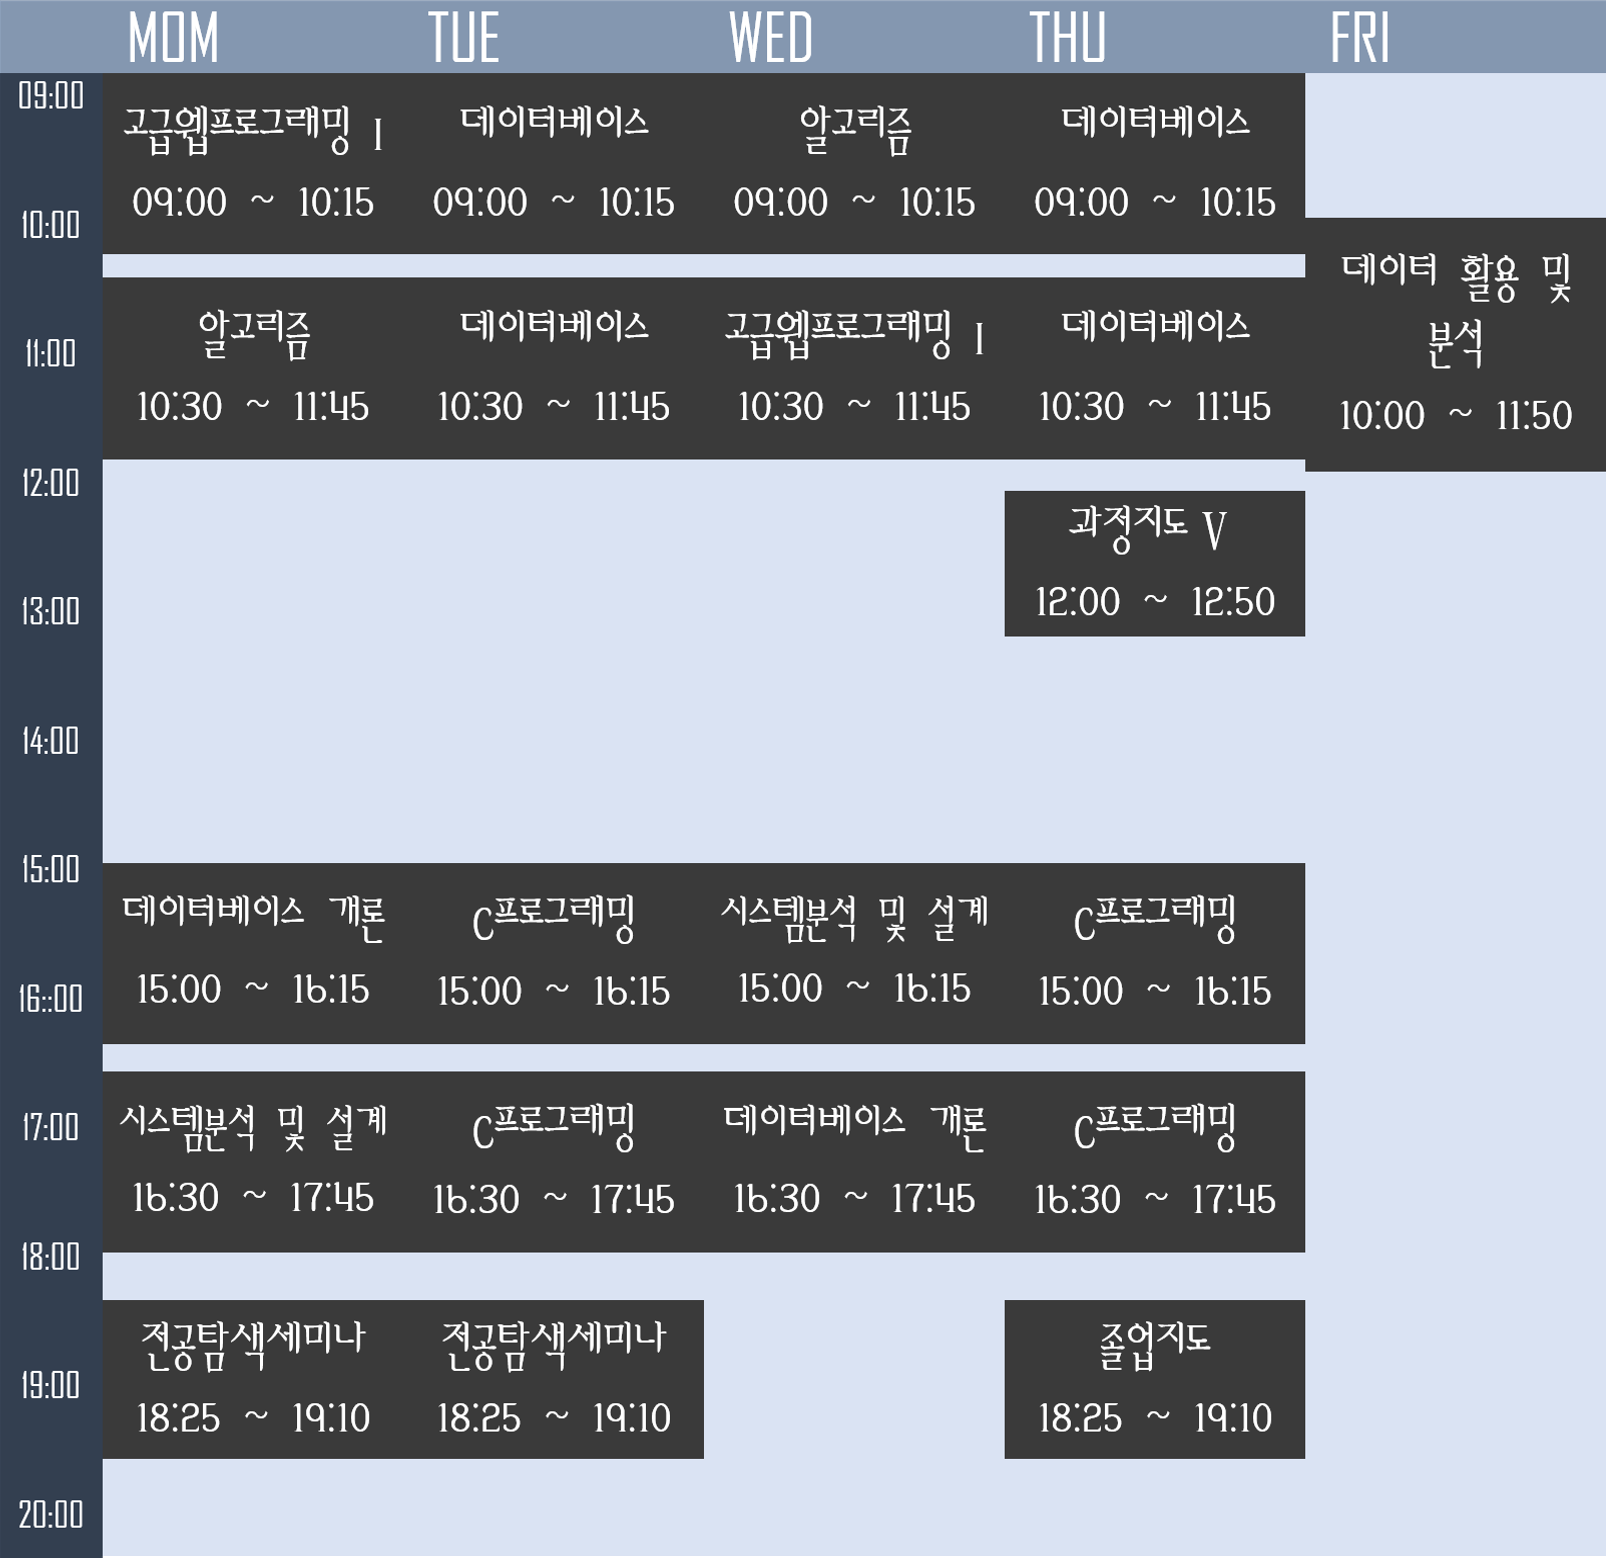 MOM TUE WED THU FRI
09:00
고급웹프로그래밍 I 데이터베이스 알고리즘 데이터베이스
09:00 ~ 10:15 09:00 ~ 10:15 09:00 ~ 10:15 09:00 ~ 10:15
10:00
데이터 활용 및
분석
10:00 ~ 11:50
알고리즘 데이터베이스 고급웹프로그래밍 I 데이터베이스
11:00
10:30 ~ 11:45 10:30 ~ 11:45 10:30 ~ 11:45 10:30 ~ 11:45
12:00
과정지도 V
12:00 ~ 12:50
13:00
14:00
15:00
데이터베이스 개론 C프로그래밍 시스템분석 및 설계 C프로그래밍
15:00 ~ 16:15 15:00 ~ 16:15 15:00 ~ 16:15 15:00 ~ 16:15
16::00
17:00
시스템분석 및 설계 C프로그래밍 데이터베이스 개론 C프로그래밍
16:30 ~ 17:45 16:30 ~ 17:45 16:30 ~ 17:45 16:30 ~ 17:45
18:00
전공탐색세미나 전공탐색세미나 졸업지도
19:00
18:25 ~ 19:10 18:25 ~ 19:10 18:25 ~ 19:10
20:00